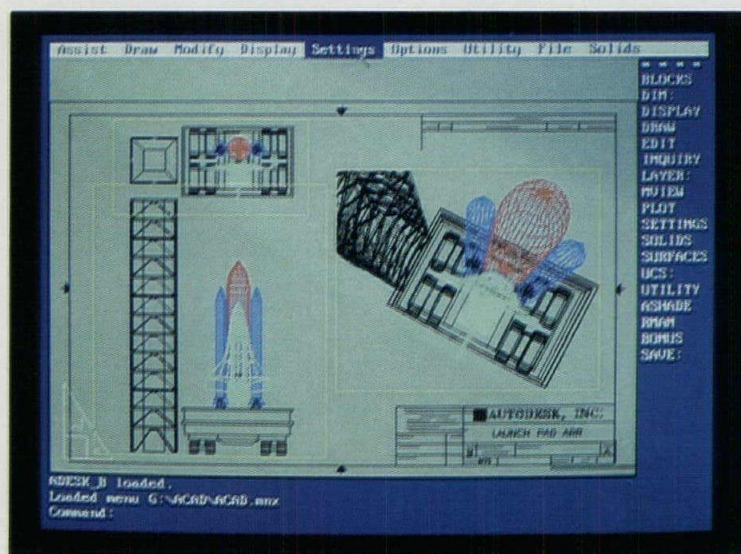 Assist Draw Modify Display Settings Options Utility File Solids
* * * *
BLOCKS
DIM:
DISPLAY
DRAW
EDIT
INQUIRY
LAYER:
MVIEW
PLOT
SETTINGS
SOLIDS
SURFACES
UCS:
UTILITY
ASHADE
RMAN
BONUS
SAVE:
AUTODESK, INC.
LAUNCH PAD ARR
ADESK_B loaded.
Loaded menu G:\ACAD\ACAD.mnx
Command: